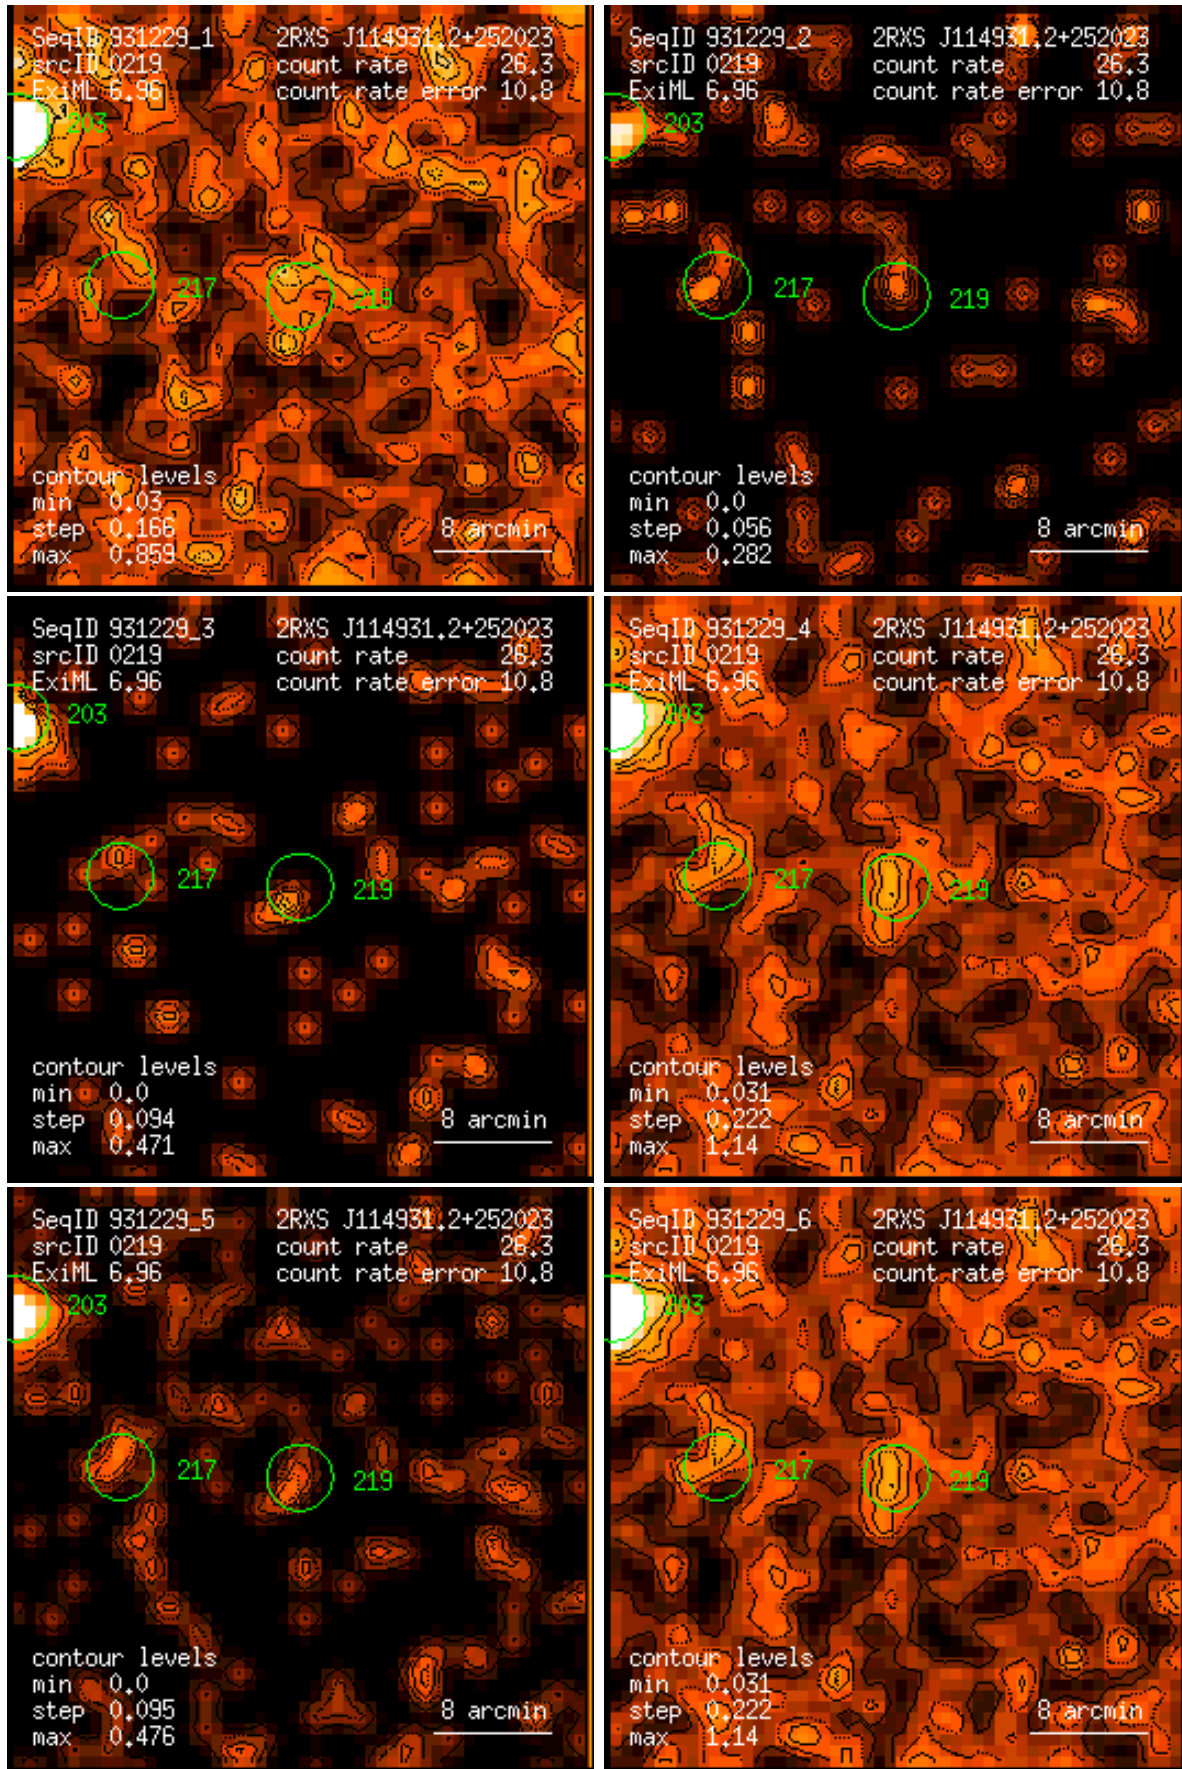 SeqID 931229_1 2RXS J114931.2+252023
srcID 0219 count rate 26.3
ExiML 6.96 count rate error 10.8
203
217
219
contour levels
min 0.03
step 0.166
max 0.859
8 arcmin
SeqID 931229_2 2RXS J114931.2+252023
srcID 0219 count rate 26.3
ExiML 6.96 count rate error 10.8
203
217
219
contour levels
min 0.0
step 0.056
max 0.282
8 arcmin
SeqID 931229_3 2RXS J114931.2+252023
srcID 0219 count rate 26.3
ExiML 6.96 count rate error 10.8
203
217
219
contour levels
min 0.0
step 0.094
max 0.471
8 arcmin
SeqID 931229_4 2RXS J114931.2+252023
srcID 0219 count rate 26.3
ExiML 6.96 count rate error 10.8
203
217
219
contour levels
min 0.031
step 0.222
max 1.14
8 arcmin
SeqID 931229_5 2RXS J114931.2+252023
srcID 0219 count rate 26.3
ExiML 6.96 count rate error 10.8
203
217
219
contour levels
min 0.0
step 0.095
max 0.476
8 arcmin
SeqID 931229_6 2RXS J114931.2+252023
srcID 0219 count rate 26.3
ExiML 6.96 count rate error 10.8
203
217
219
contour levels
min 0.031
step 0.222
max 1.14
8 arcmin